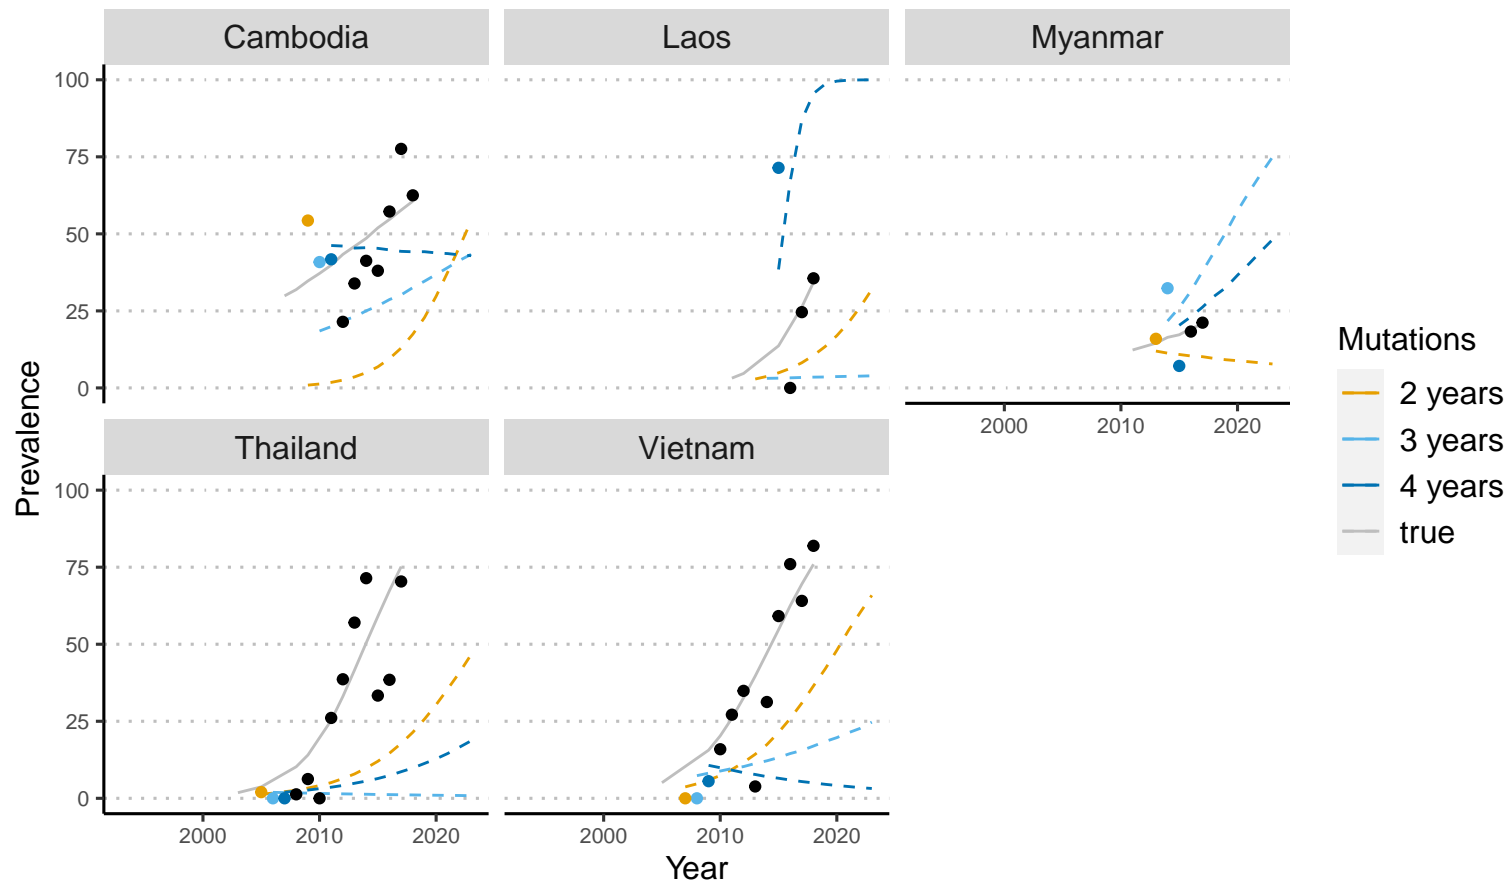 Cambodia
Laos
Myanmar
100
75
50
25
0
2000 2010 2020
Thailand
Vietnam
100
75
50
25
0
2000 2010 2020
2000 2010 2020
Year
Prevalence
Mutations
2 years
3 years
4 years
true